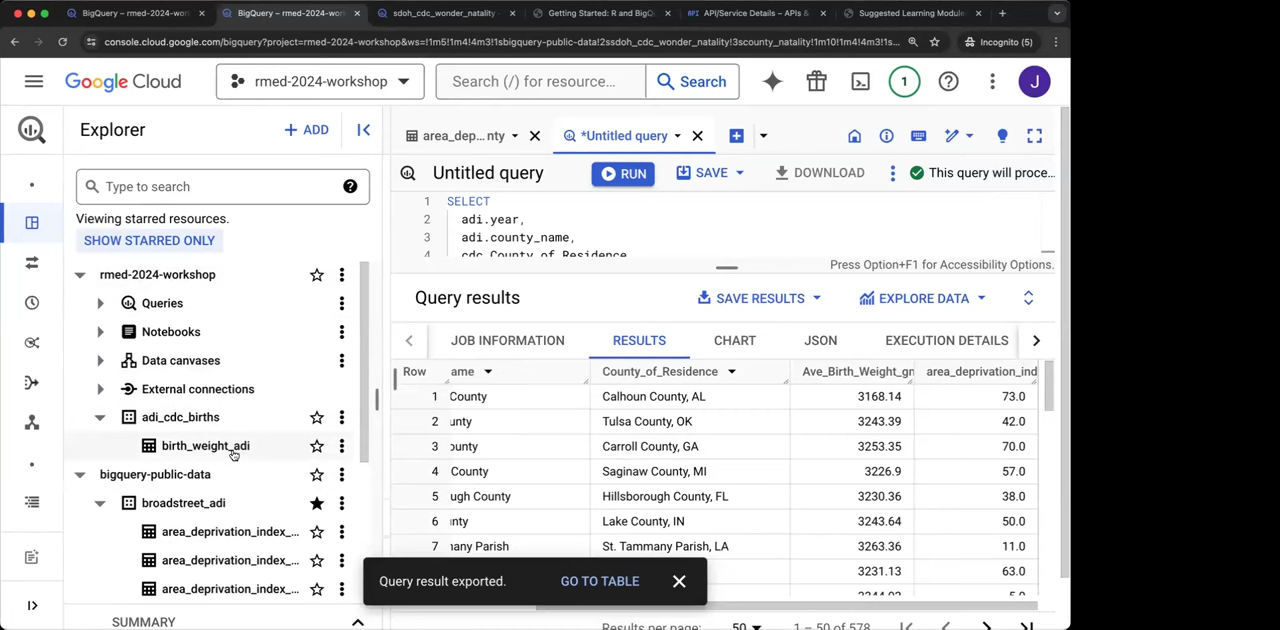 BigQuery – rmed-2024-wor
BigQuery – rmed-2024-wor
sdoh_cdc_wonder_natality
Getting Started: R and BigQ
API/Service Details – APIs &
Suggested Learning Module
console.cloud.google.com/bigquery?project=rmed-2024-workshop&ws=!1m5!1m4!4m3!1sbigquery-public-data!2ssdoh_cdc_wonder_natality!3scounty_natality!1m10!1m4!4m3!1s...
Incognito (5)
Google Cloud
rmed-2024-workshop
Search (/) for resource...
Search
1
J
Explorer
+ ADD
area_dep... nty
*Untitled query
Untitled query
RUN
SAVE
DOWNLOAD
This query will proce...
Type to search
Viewing starred resources.
SHOW STARRED ONLY
1 SELECT
2 adi.year,
3 adi.county_name,
4 cdc.County_of_Residence
Press Option+F1 for Accessibility Options.
rmed-2024-workshop
Queries
Notebooks
Data canvases
External connections
adi_cdc_births
birth_weight_adi
bigquery-public-data
broadstreet_adi
area_deprivation_index_...
area_deprivation_index_...
area_deprivation_index_...
SUMMARY
Query results
SAVE RESULTS
EXPLORE DATA
JOB INFORMATION
RESULTS
CHART
JSON
EXECUTION DETAILS
Row ame County_of_Residence Ave_Birth_Weight_gr area_deprivation_ind
1 County Calhoun County, AL 3168.14 73.0
2 unty Tulsa County, OK 3243.39 42.0
3 ounty Carroll County, GA 3253.35 70.0
4 County Saginaw County, MI 3226.9 57.0
5 ugh County Hillsborough County, FL 3230.36 38.0
6 unty Lake County, IN 3243.64 50.0
7 nany Parish St. Tammany Parish, LA 3263.36 11.0
3231.13 63.0
3244.03 5.0
Query result exported.
GO TO TABLE
Results per page: 50 1 – 50 of 578